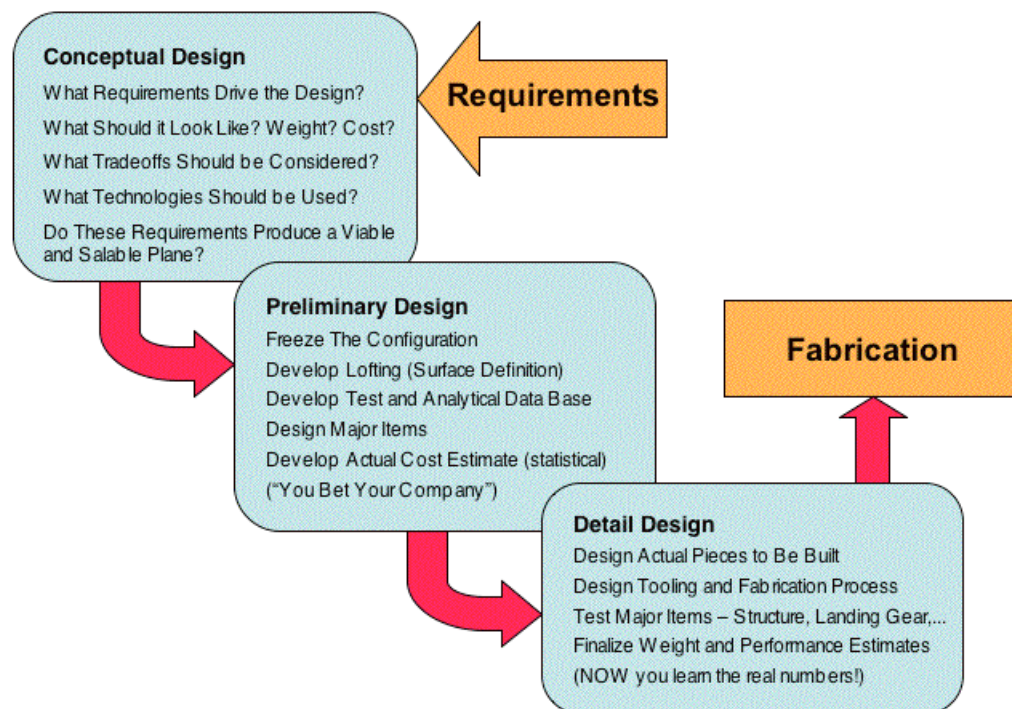 Conceptual Design
What Requirements Drive the Design?
What Should it Look Like? Weight? Cost?
What Tradeoffs Should be Considered?
What Technologies Should be Used?
Do These Requirements Produce a Viable
and Salable Plane?
Requirements
Preliminary Design
Freeze The Configuration
Develop Lofting (Surface Definition)
Develop Test and Analytical Data Base
Design Major Items
Develop Actual Cost Estimate (statistical)
(“You Bet Your Company”)
Detail Design
Design Actual Pieces to Be Built
Design Tooling and Fabrication Process
Test Major Items – Structure, Landing Gear,...
Finalize Weight and Performance Estimates
(NOW you learn the real numbers!)
Fabrication